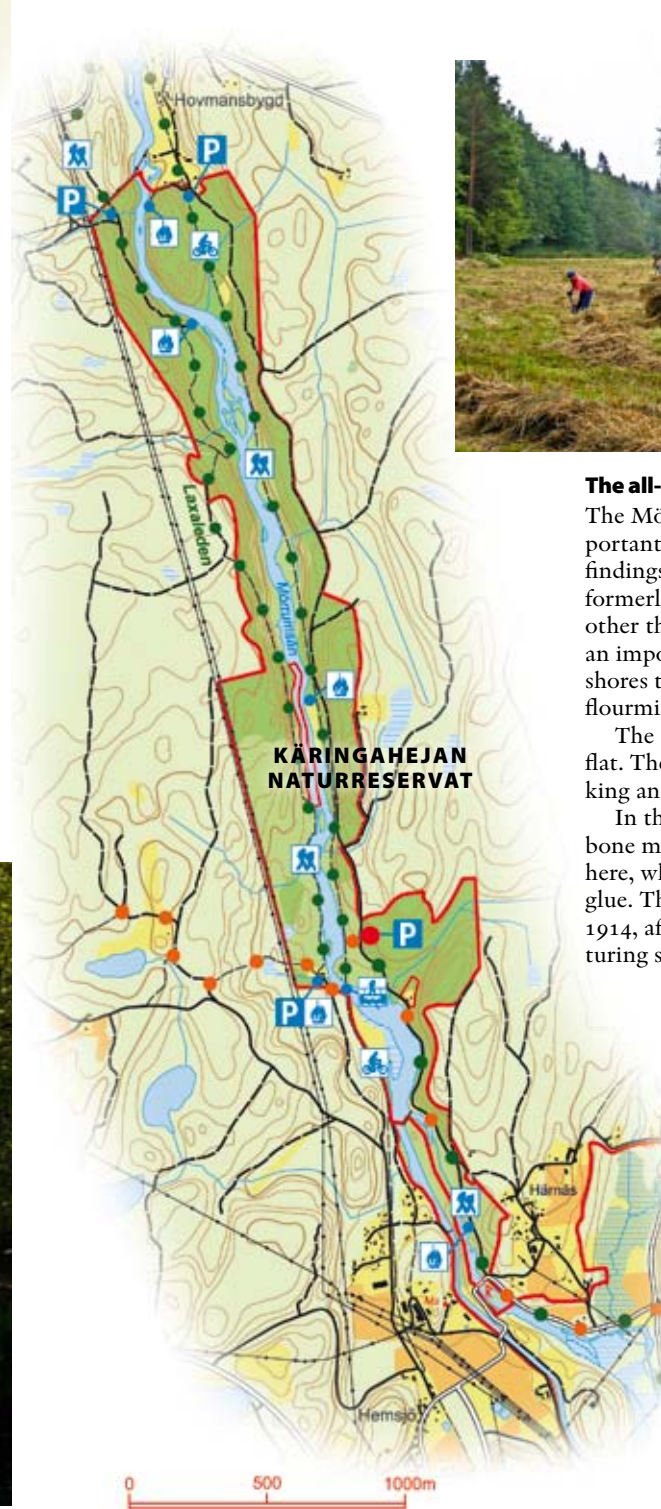 Hovmansbygd
P
P
Laxaleden
Mörrumsån
KÄRINGAHEJAN
NATURRESERVAT
P
P
Härnäs
Hemsjö
0 500 1000m
The all-
The Mö
portant
findings
formerl
other th
an impo
shores t
flourmi
The
flat. The
king an
In th
bone m
here, wh
glue. Th
1914, af
turing s